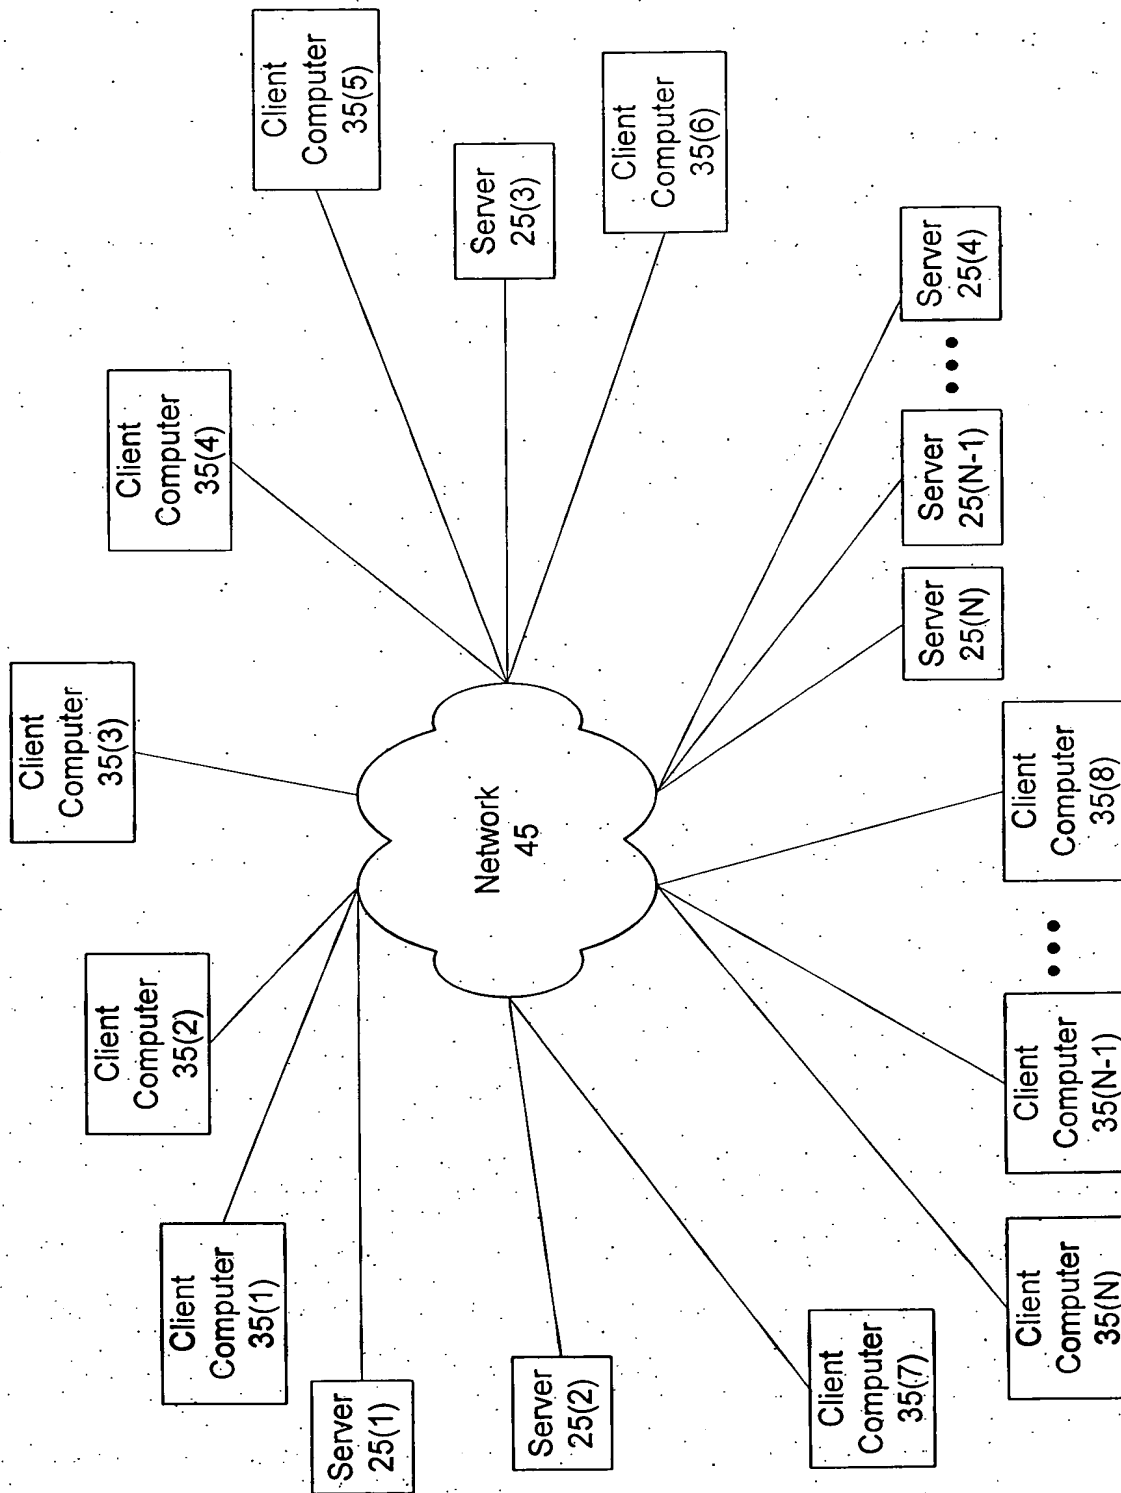 Client
Computer
35(1)
Client
Computer
35(2)
Client
Computer
35(3)
Client
Computer
35(4)
Client
Computer
35(5)
Server
25(1)
Server
25(2)
Network
45
Server
25(3)
Client
Computer
35(6)
Client
Computer
35(7)
Server
25(N)
Server
25(N-1)
Server
25(4)
Client
Computer
35(N)
Client
Computer
35(N-1)
Client
Computer
35(8)